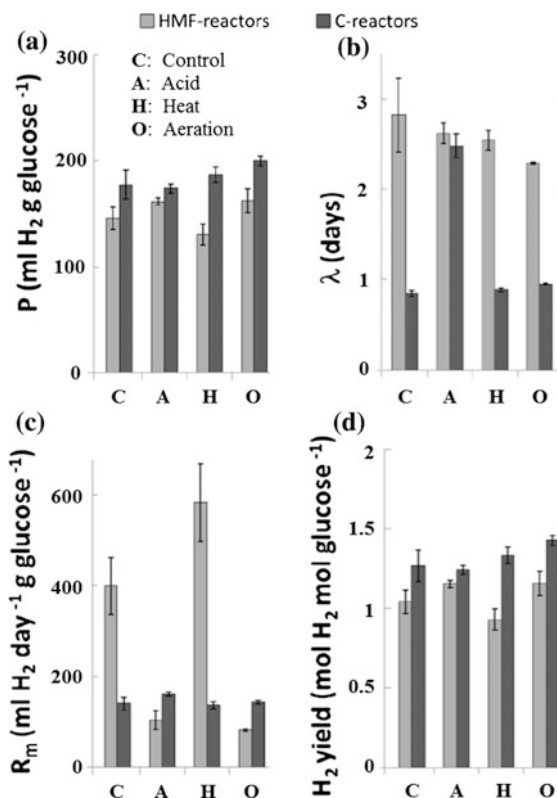 HMF-reactors C-reactors
(a)
C: Control
A: Acid
H: Heat
O: Aeration
P (ml H₂ g glucose⁻¹)
300
200
100
0
C A H O
(b)
λ (days)
3
2
1
0
C A H O
(c)
Rₘ (ml H₂ day⁻¹ g glucose⁻¹)
600
400
200
0
C A H O
(d)
H₂ yield (mol H₂ mol glucose⁻¹)
2
1.5
1
0.5
0
C A H O